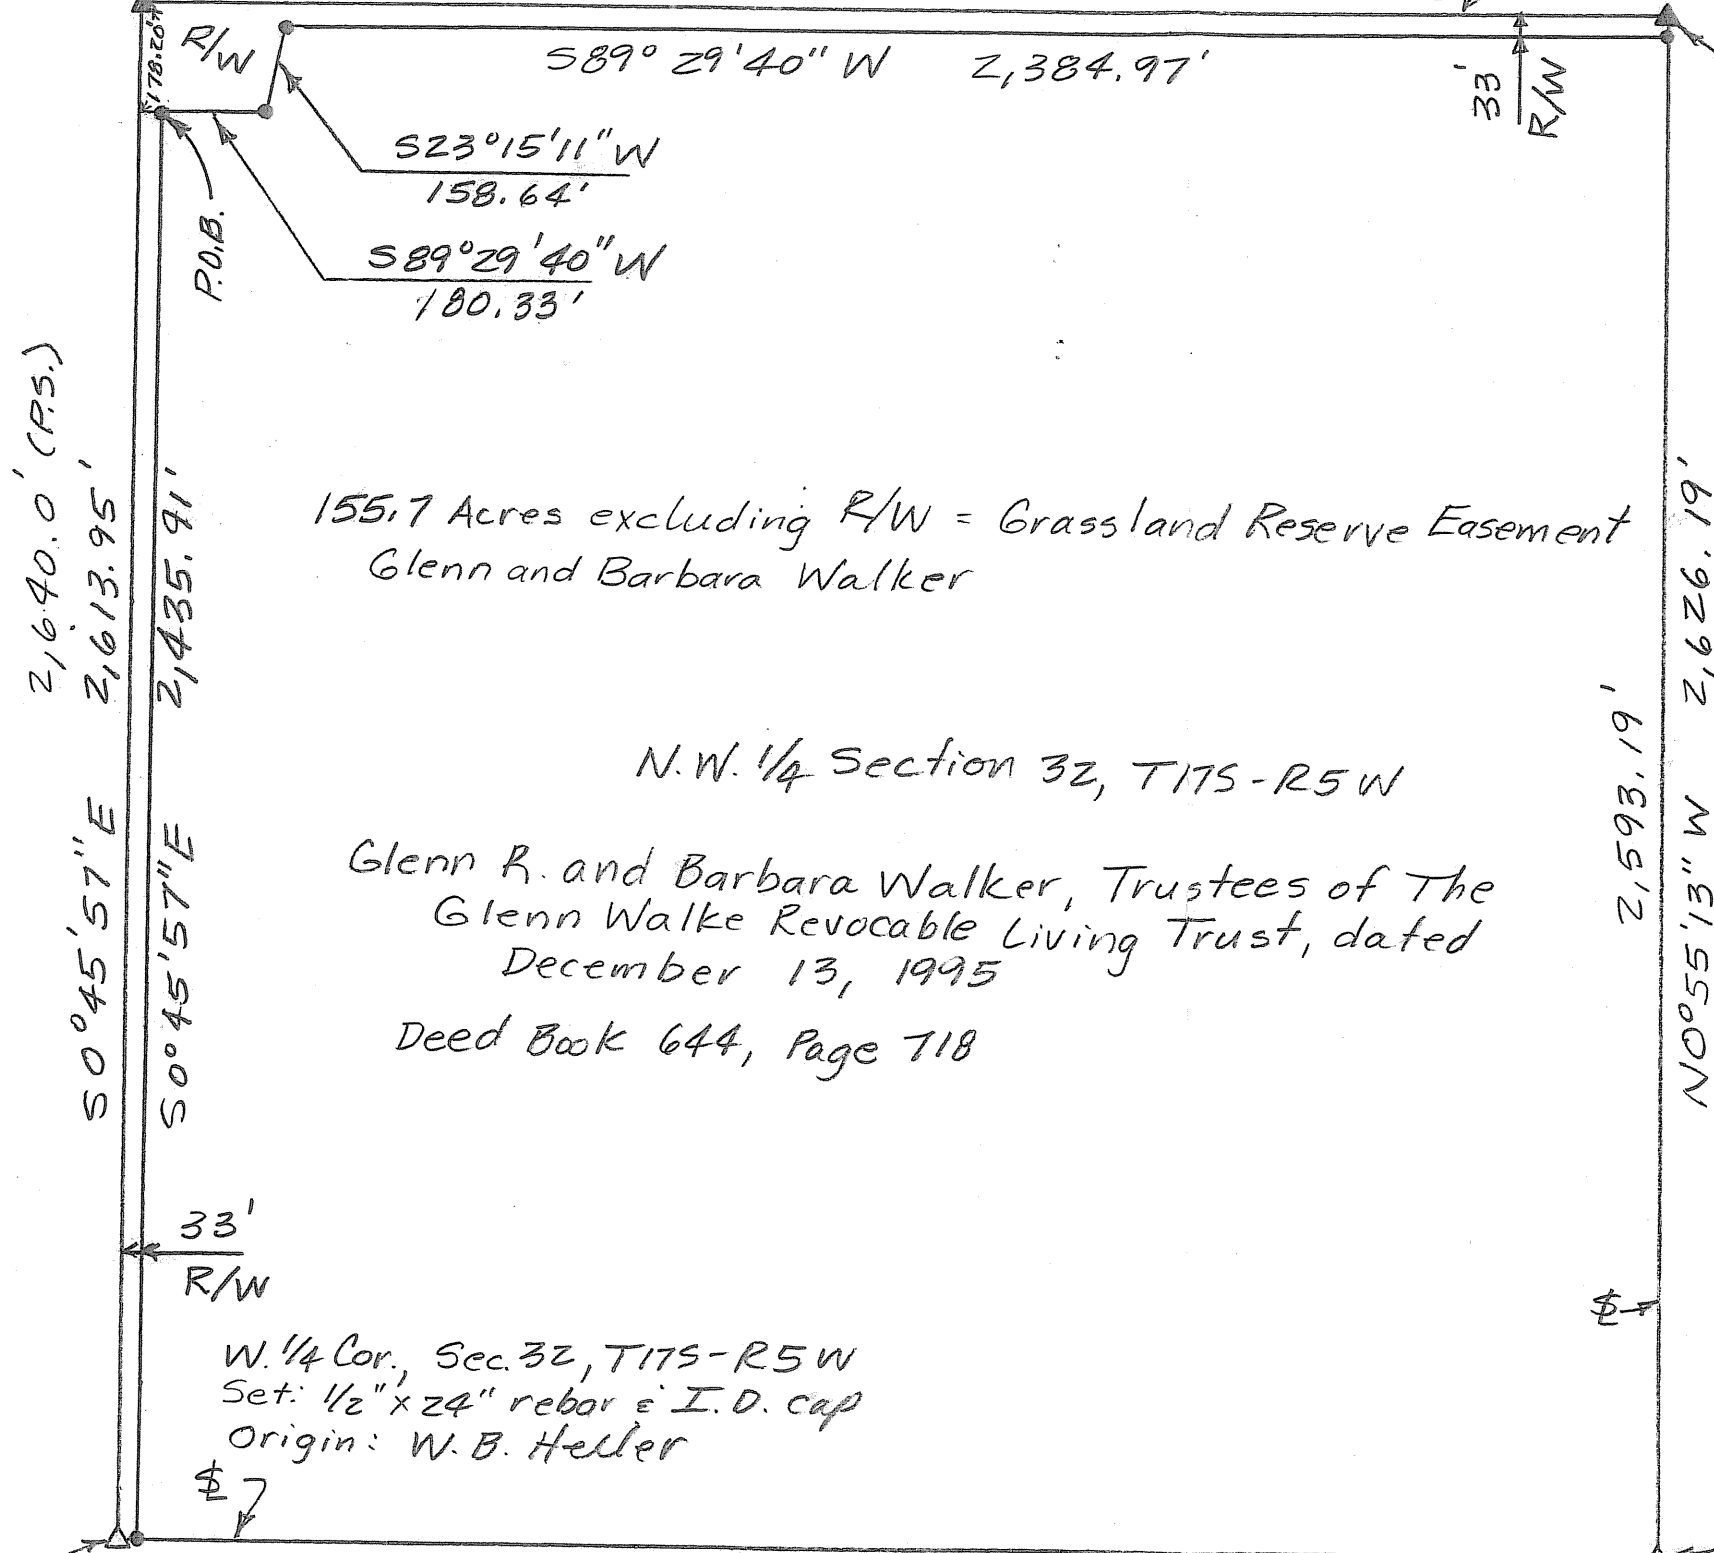 178.20'
R/W
S89° 29'40" W 2,384.97'
33'
R/W
S23°15'11" W
158.64'
S89°29'40" W
180.33'
P.O.B.
2,640.0' (P.S.)
S0°45'57" E 2,613.95'
S0°45'57" E 2,435.91'
155.7 Acres excluding R/W = Grassland Reserve Easement
Glenn and Barbara Walker
N.W. 1/4 Section 32, T17S-R5W
2,593.19'
N0°55'13" W 2,626.19'
Glenn R. and Barbara Walker, Trustees of The
Glenn Walke Revocable Living Trust, dated
December 13, 1995
Deed Book 644, Page 718
33'
R/W
W. 1/4 Cor., Sec. 32, T17S-R5W
Set: 1/2" x 24" rebar & I.D. cap
Origin: W. B. Heller